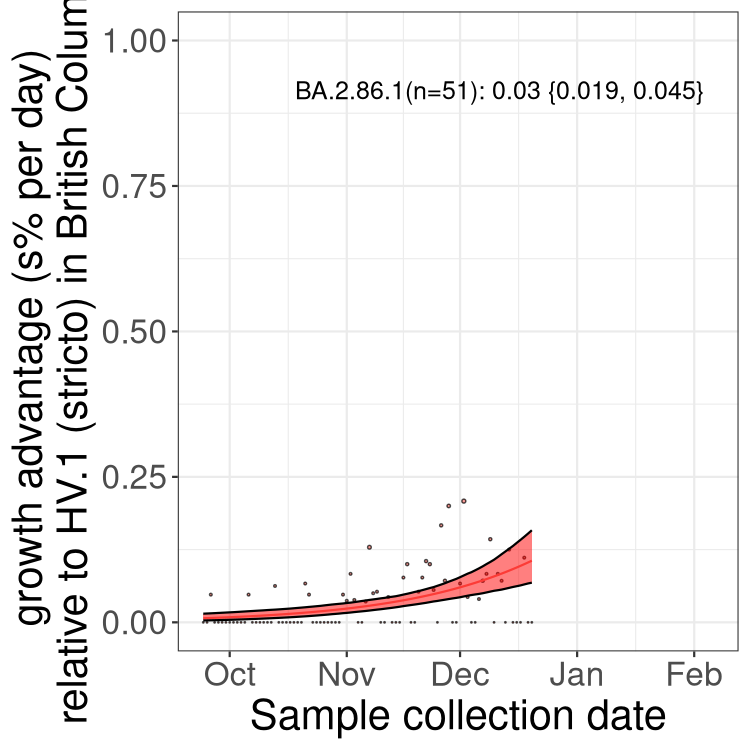 growth advantage (s% per day)
relative to HV.1 (stricto) in British Colum
1.00
0.75
0.50
0.25
0.00
BA.2.86.1(n=51): 0.03 {0.019, 0.045}
Oct Nov Dec Jan Feb
Sample collection date